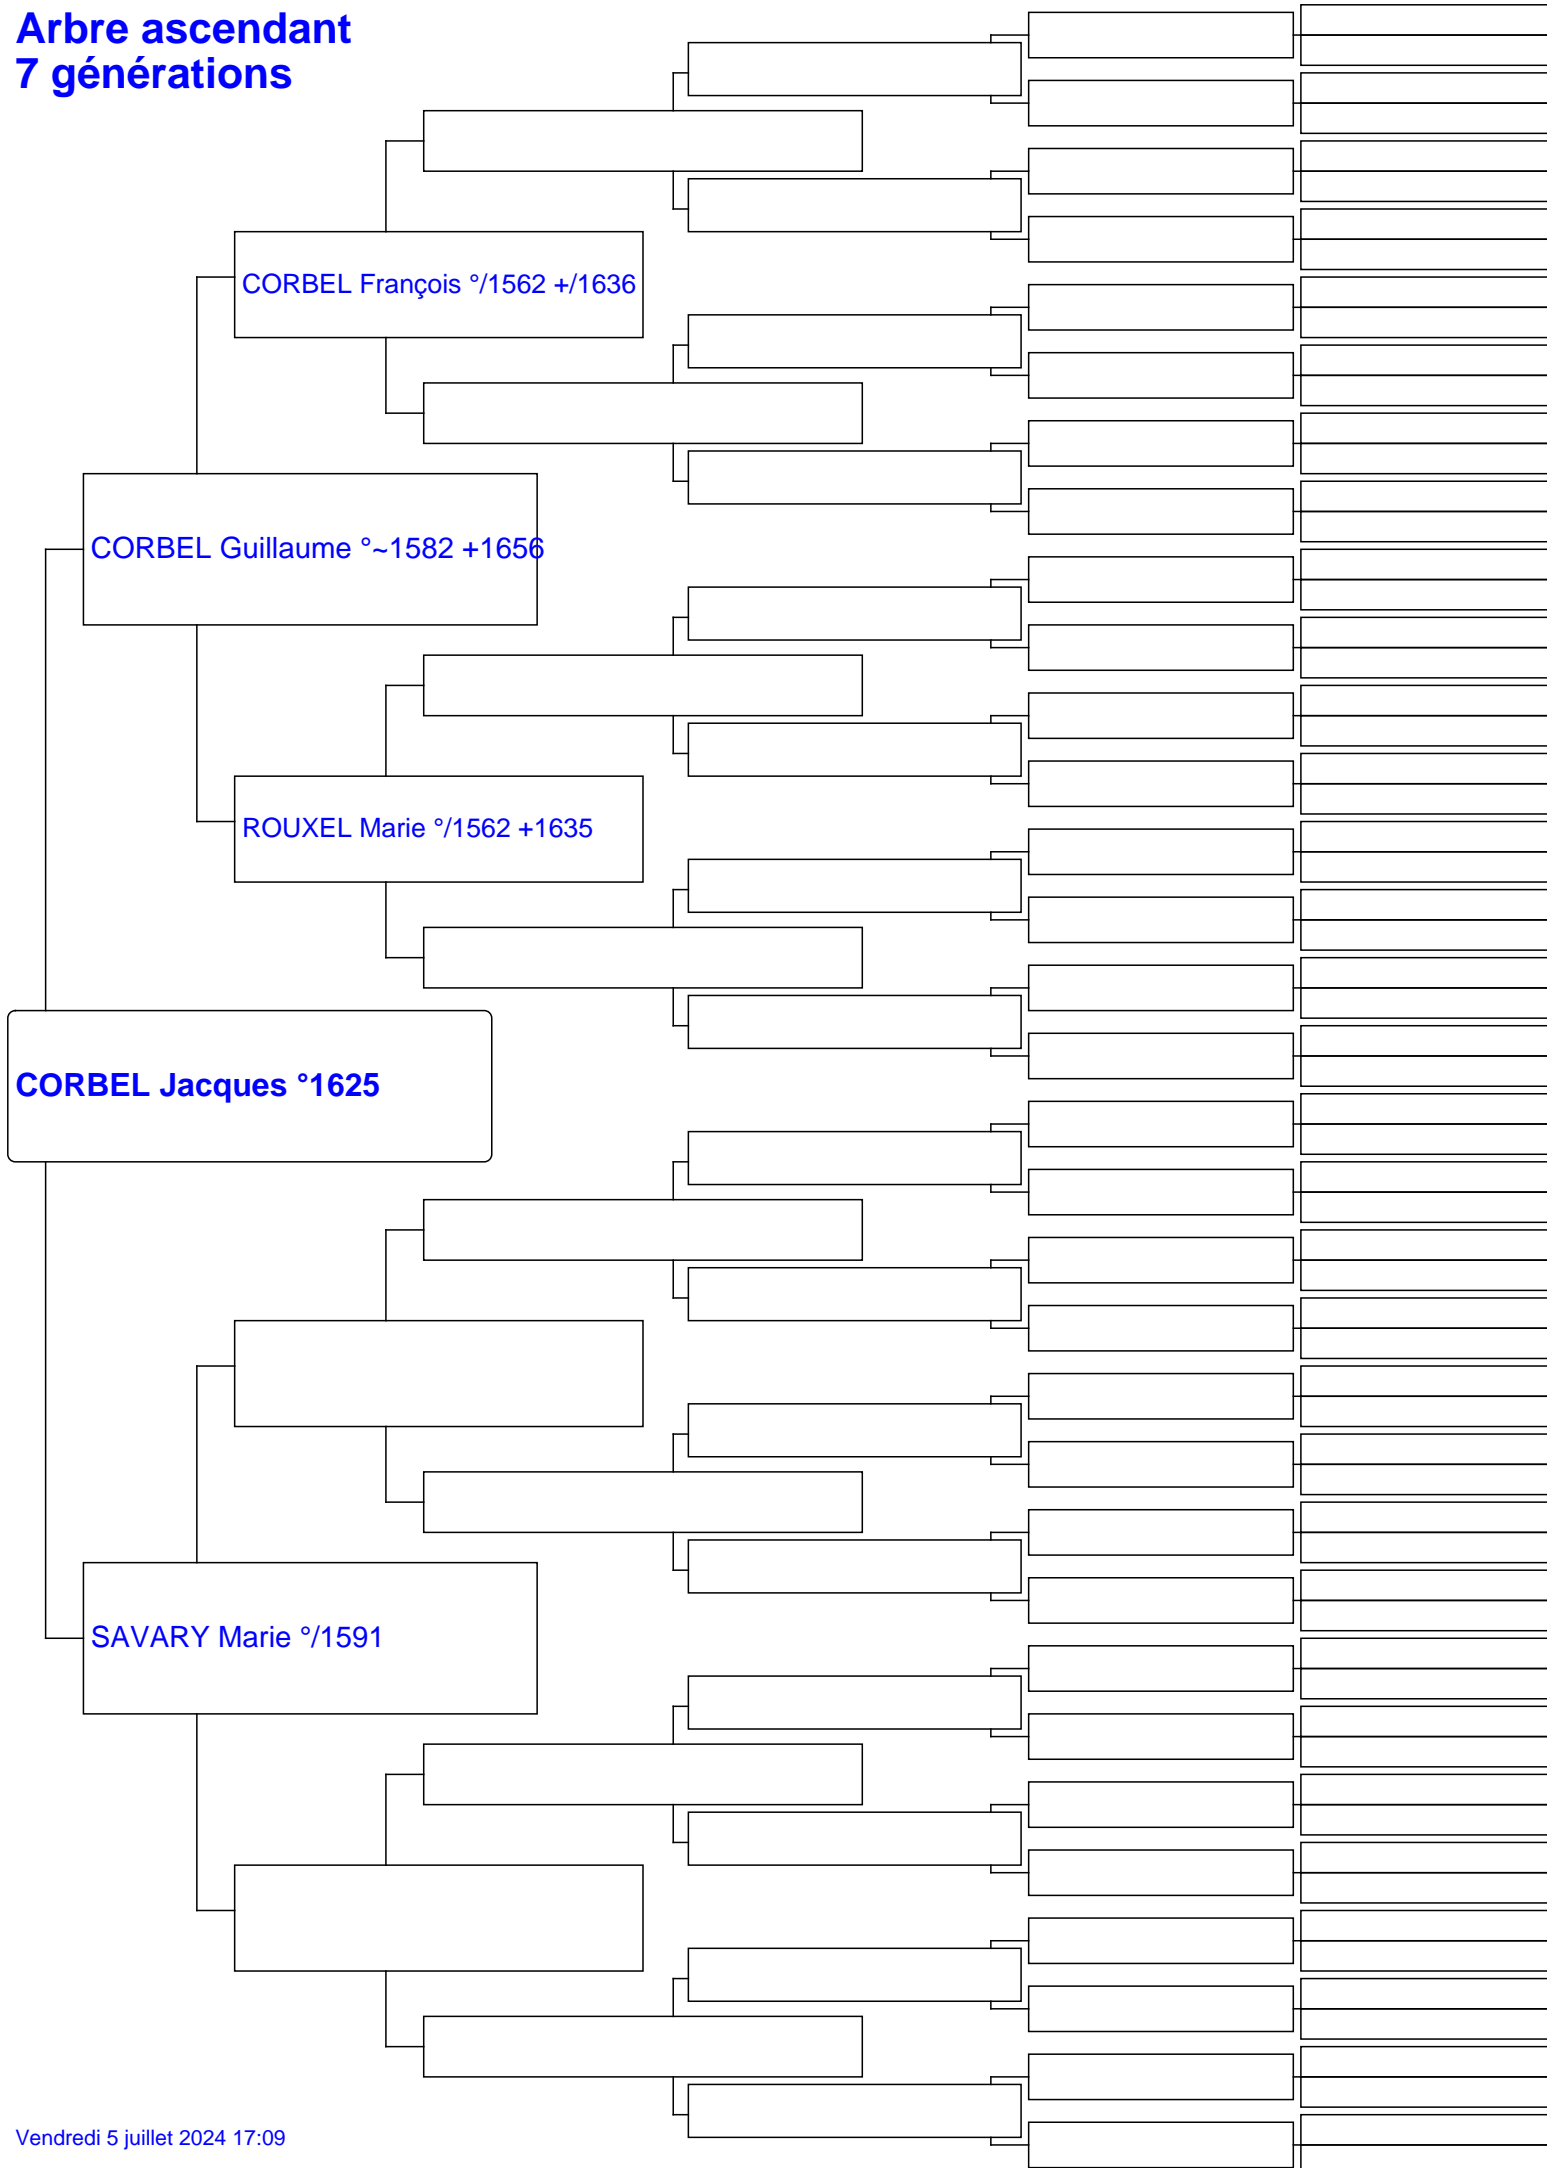 Arbre ascendant
7 générations
CORBEL François °/1562 +/1636
CORBEL Guillaume °~1582 +1656
ROUXEL Marie °/1562 +1635
CORBEL Jacques °1625
SAVARY Marie °/1591
Vendredi 5 juillet 2024 17:09